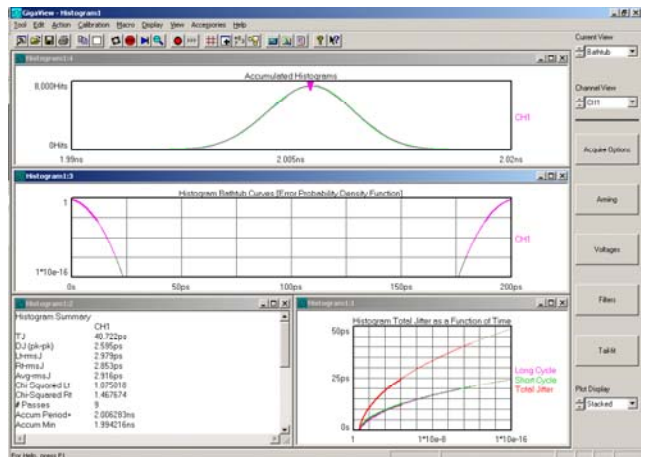 GigaView - Histogram1
Tool Edit Action Calibration Macro Display View Accessories Help
Histogram1:4
Accumulated Histograms
8,000Hits
0Hits
1.99ns 2.005ns 2.02ns
CH1
Histogram1:3
Histogram Bathtub Curves [Error Probability Density Function]
1
1*10e-16
0s 50ps 100ps 150ps 200ps
CH1
Histogram1:2
Histogram Summary
CH1
TJ 40.722ps
DJ (pk-pk) 2.595ps
Lt-rmsJ 2.979ps
Rt-rmsJ 2.853ps
Avg-rmsJ 2.916ps
Chi-Squared Lt 1.075018
Chi-Squared Rt 1.467674
# Passes 9
Accum Period+ 2.006283ns
Accum Min 1.994216ns
Histogram1:1
Histogram Total Jitter as a Function of Time
50ps
25ps
0s
1 1*10e-8 1*10e-16
Long Cycle
Short Cycle
Total Jitter
Current View
Bathtub
Channel View
CH1
Acquire Options
Arming
Voltages
Filters
TailFit
Plot Display
Stacked
For Help, press F1